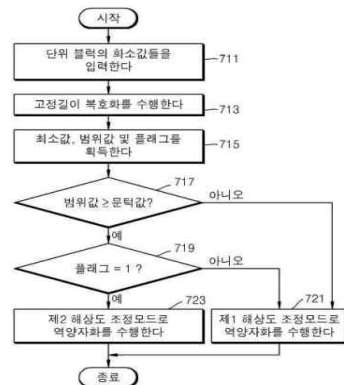 시작
단위 블럭의 화소값들을
입력한다
711
고정길이 복호화를 수행한다
713
최소값, 범위값 및 플래그를
획득한다
715
717
범위값 ≥ 문턱값?
아니오
예
719
플래그 = 1 ?
아니오
예
723
제2 해상도 조정모드로
역양자화를 수행한다
721
제1 해상도 조정모드로
역양자화를 수행한다
종료